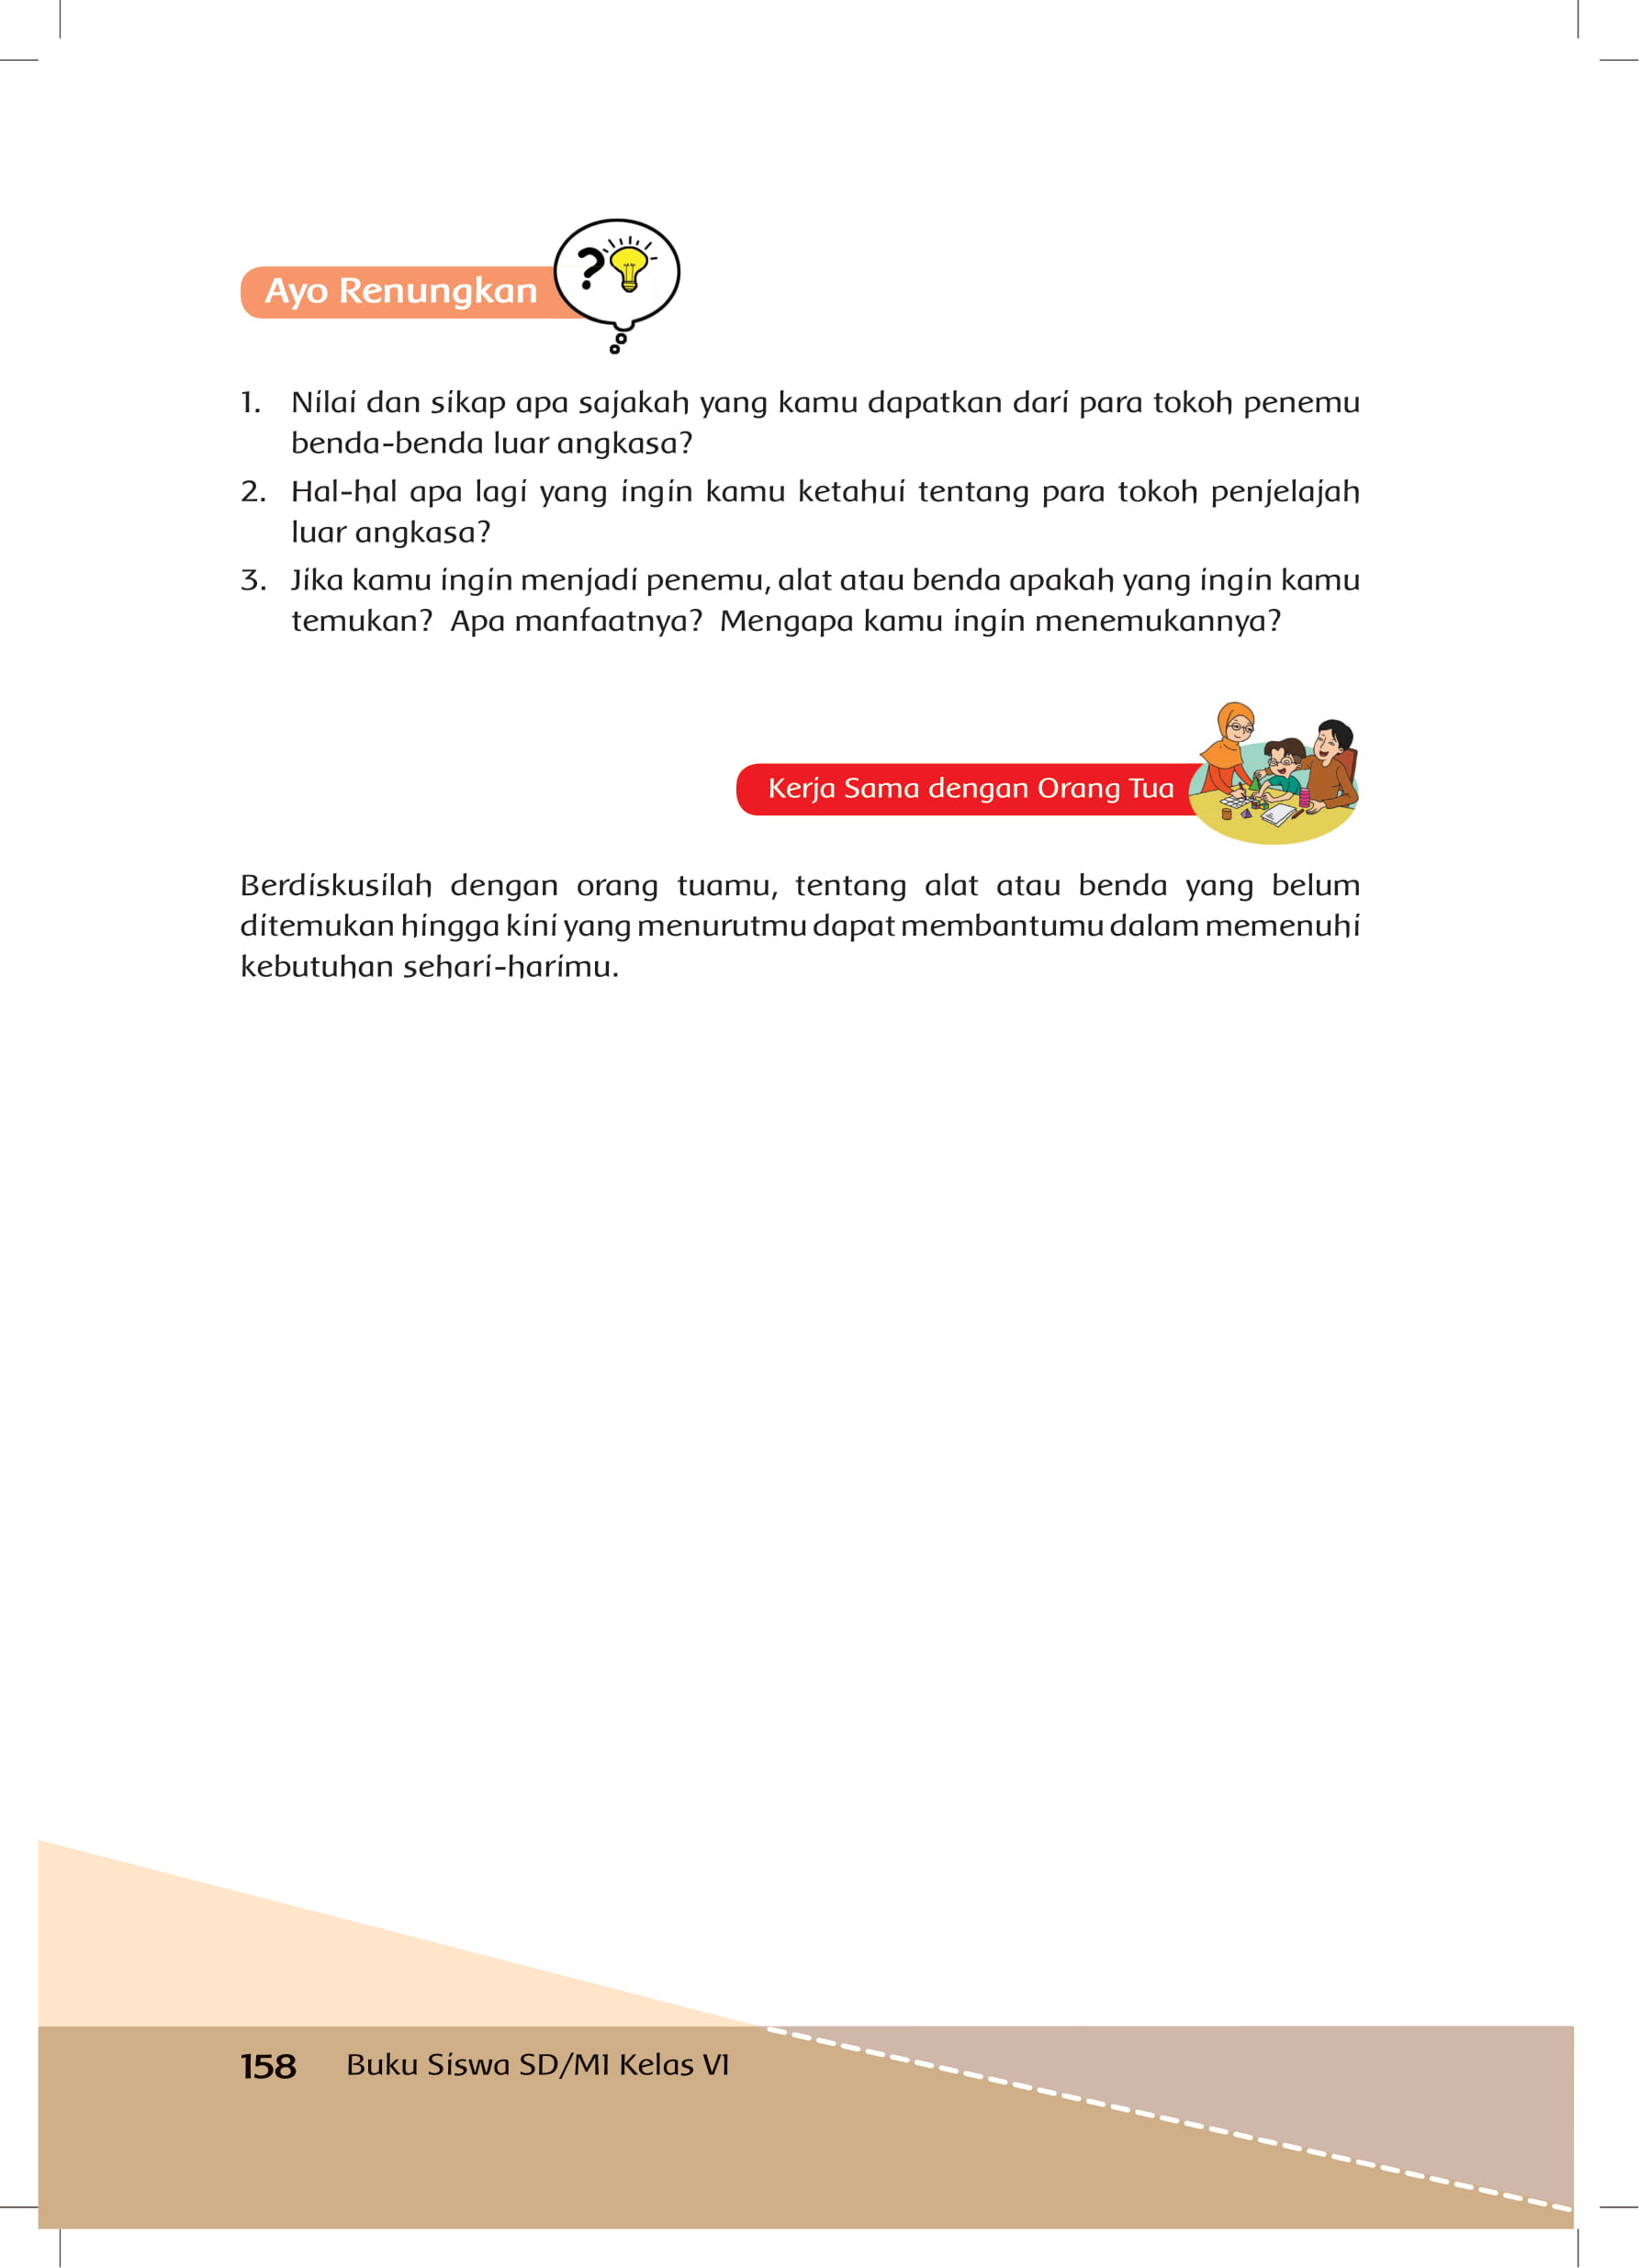 Ayo Renungkan
?
1. Nilai dan sikap apa sajakah yang kamu dapatkan dari para tokoh penemu
benda-benda luar angkasa?
2. Hal-hal apa lagi yang ingin kamu ketahui tentang para tokoh penjelajah
luar angkasa?
3. Jika kamu ingin menjadi penemu, alat atau benda apakah yang ingin kamu
temukan? Apa manfaatnya? Mengapa kamu ingin menemukannya?
Kerja Sama dengan Orang Tua
Berdiskusilah dengan orang tuamu, tentang alat atau benda yang belum
ditemukan hingga kini yang menurutmu dapat membantumu dalam memenuhi
kebutuhan sehari-harimu.
158 Buku Siswa SD/MI Kelas VI